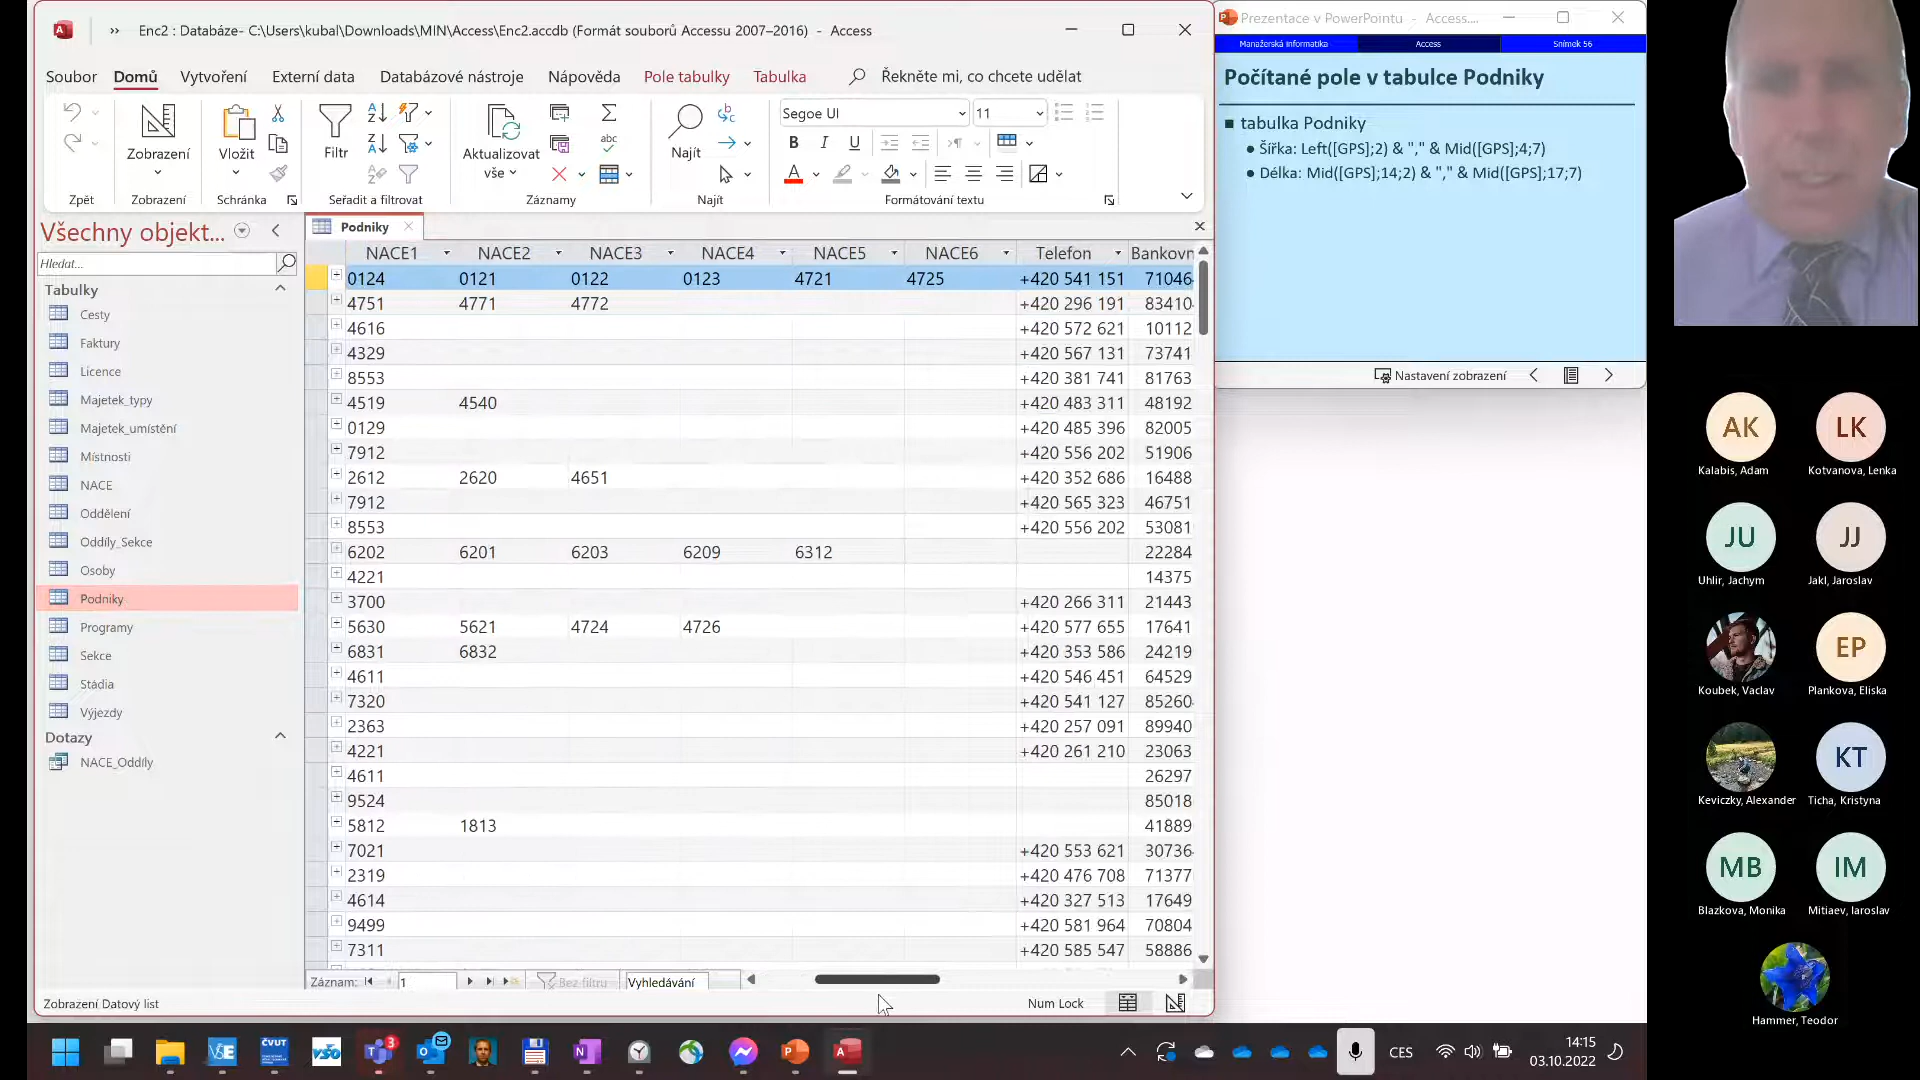 Enc2 : Databáze- C:\Users\kubal\Downloads\MIN\Access\Enc2.accdb (Formát souborů Accessu 2007–2016) - Access
Soubor Domů Vytvoření Externí data Databázové nástroje Nápověda Pole tabulky Tabulka Řekněte mi, co chcete udělat
Zobrazení Vložit Filtr Aktualizovat vše Najít
Segoe UI 11
B I U
Zpět Zobrazení Schránka Seřadit a filtrovat Záznamy Najít Formátování textu
Všechny objekt...
Hledat...
Tabulky
Cesty
Faktury
Licence
Majetek_typy
Majetek_umístění
Místnosti
NACE
Oddělení
Oddíly_Sekce
Osoby
Podniky
Programy
Sekce
Stádia
Výjezdy
Dotazy
NACE_Oddíly
Podniky
NACE1 NACE2 NACE3 NACE4 NACE5 NACE6 Telefon Bankovn
0124 0121 0122 0123 4721 4725 +420 541 151 71046
4751 4771 4772 +420 296 191 83410
4616 +420 572 621 10112
4329 +420 567 131 73741
8553 +420 381 741 81763
4519 4540 +420 483 311 48192
0129 +420 485 396 82005
7912 +420 556 202 51906
2612 2620 4651 +420 352 686 16488
7912 +420 565 323 46751
8553 +420 556 202 53081
6202 6201 6203 6209 6312 22284
4221 14375
3700 +420 266 311 21443
5630 5621 4724 4726 +420 577 655 17641
6831 6832 +420 353 586 24219
4611 +420 546 451 64529
7320 +420 541 127 85260
2363 +420 257 091 89940
4221 +420 261 210 23063
4611 26297
9524 85018
5812 1813 41889
7021 +420 553 621 30736
2319 +420 476 708 71377
4614 +420 327 513 17649
9499 +420 581 964 70804
7311 +420 585 547 58886
Záznam: 1 Bez filtru Vyhledávání
Zobrazení Datový list
Num Lock
Prezentace v PowerPointu - Access....
Manažerská informatika Access Snímek 56
Počítané pole v tabulce Podniky
tabulka Podniky
Šířka: Left([GPS];2) & "," & Mid([GPS];4;7)
Délka: Mid([GPS];14;2) & "," & Mid([GPS];17;7)
Nastavení zobrazení
AK LK
Kalabis, Adam Kotvanova, Lenka
JU JJ
Uhlir, Jachym Jakl, Jaroslav
EP
Koubek, Vaclav Plankova, Eliska
KT
Keviczky, Alexander Ticha, Kristyna
MB IM
Blazkova, Monika Mitiaev, Iaroslav
Hammer, Teodor
VŠE ČVUT VŠO 3
CES
14:15
03.10.2022